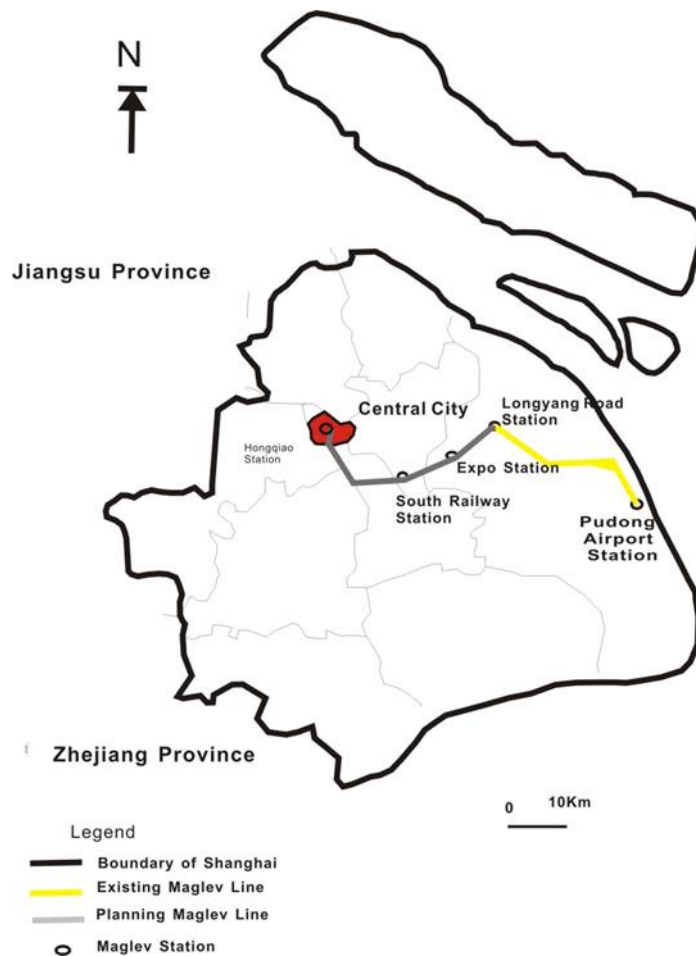 N
Jiangsu Province
Longyang Road
Station
Central City
Hongqiao
Station
Expo Station
South Railway
Station
Pudong
Airport
Station
Zhejiang Province
0 10Km
Legend
Boundary of Shanghai
Existing Maglev Line
Planning Maglev Line
Maglev Station